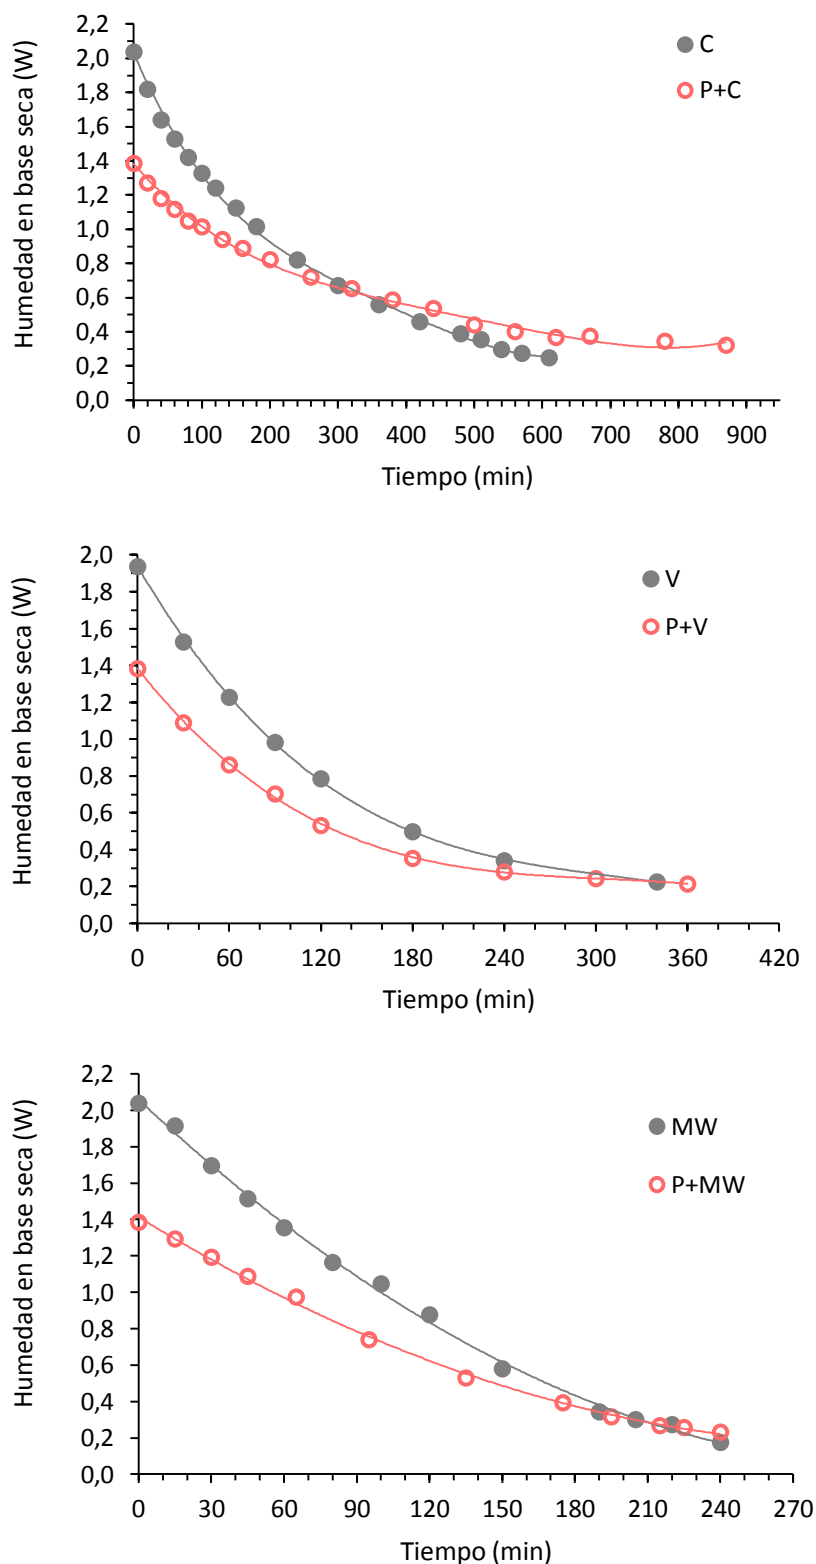 Humedad en base seca (W)
2,2
2,0
1,8
1,6
1,4
1,2
1,0
0,8
0,6
0,4
0,2
0,0
C
P+C
0 100 200 300 400 500 600 700 800 900
Tiempo (min)
Humedad en base seca (W)
2,0
1,8
1,6
1,4
1,2
1,0
0,8
0,6
0,4
0,2
0,0
V
P+V
0 60 120 180 240 300 360 420
Tiempo (min)
Humedad en base seca (W)
2,2
2,0
1,8
1,6
1,4
1,2
1,0
0,8
0,6
0,4
0,2
0,0
MW
P+MW
0 30 60 90 120 150 180 210 240 270
Tiempo (min)